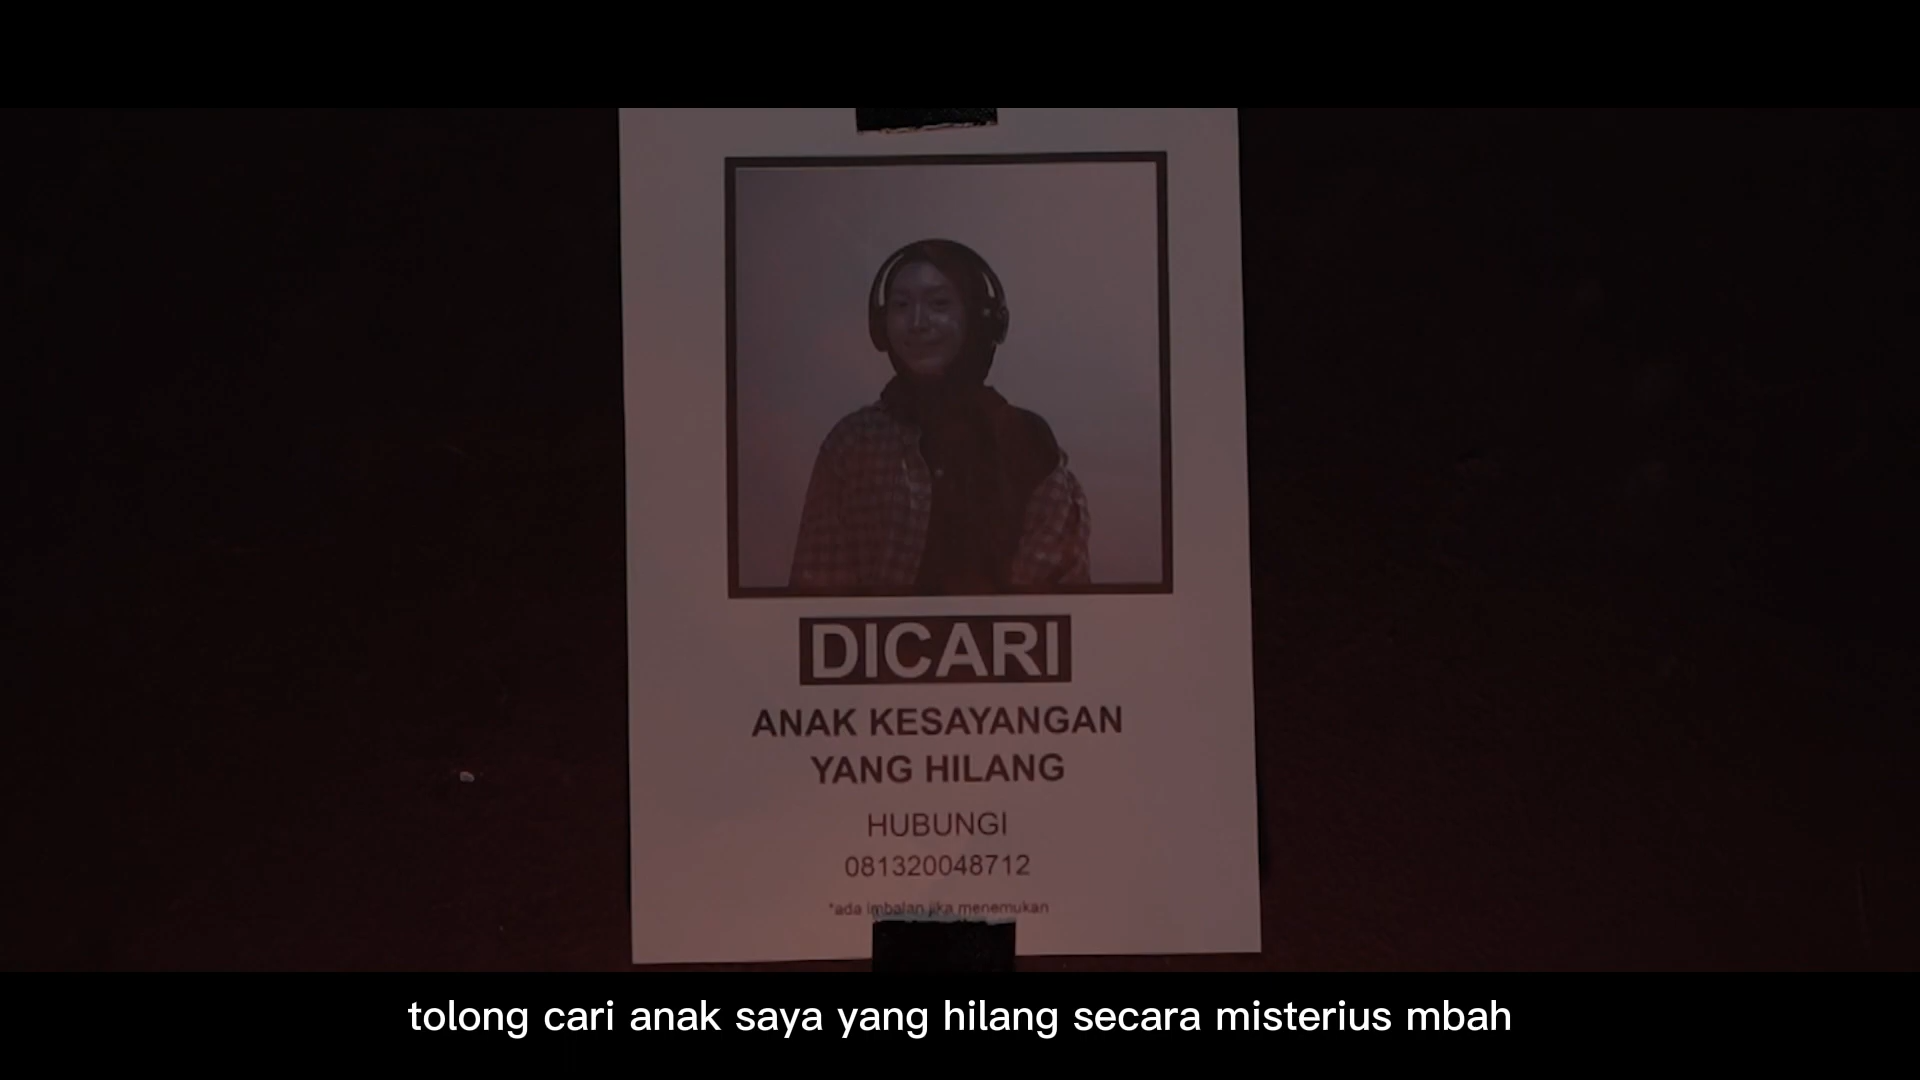 DICARI
ANAK KESAYANGAN
YANG HILANG
HUBUNGI
081320048712
*ada imbalan jika menemukan
tolong cari anak saya yang hilang secara misterius mbah